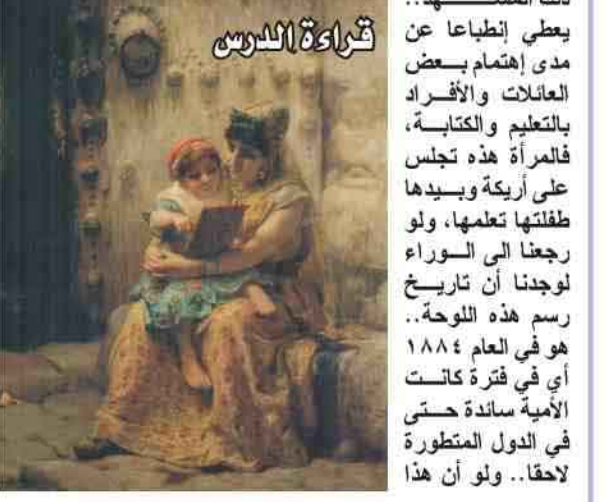 قراءة الدرس
يعطي إنطباعا عن
مدى إهتمام بعض
العائلات والأفراد
بالتعليم والكتابة،
فالمرأة هذه تجلس
على أريكة وبيدها
طفلتها تعلمها، ولو
رجعنا الى الوراء
لوجدنا أن تاريخ
رسم هذه اللوحة..
هو في العام ١٨٨٤
أي في فترة كانت
الأمية سائدة حتى
في الدول المتطورة
لاحقا.. ولو أن هذا